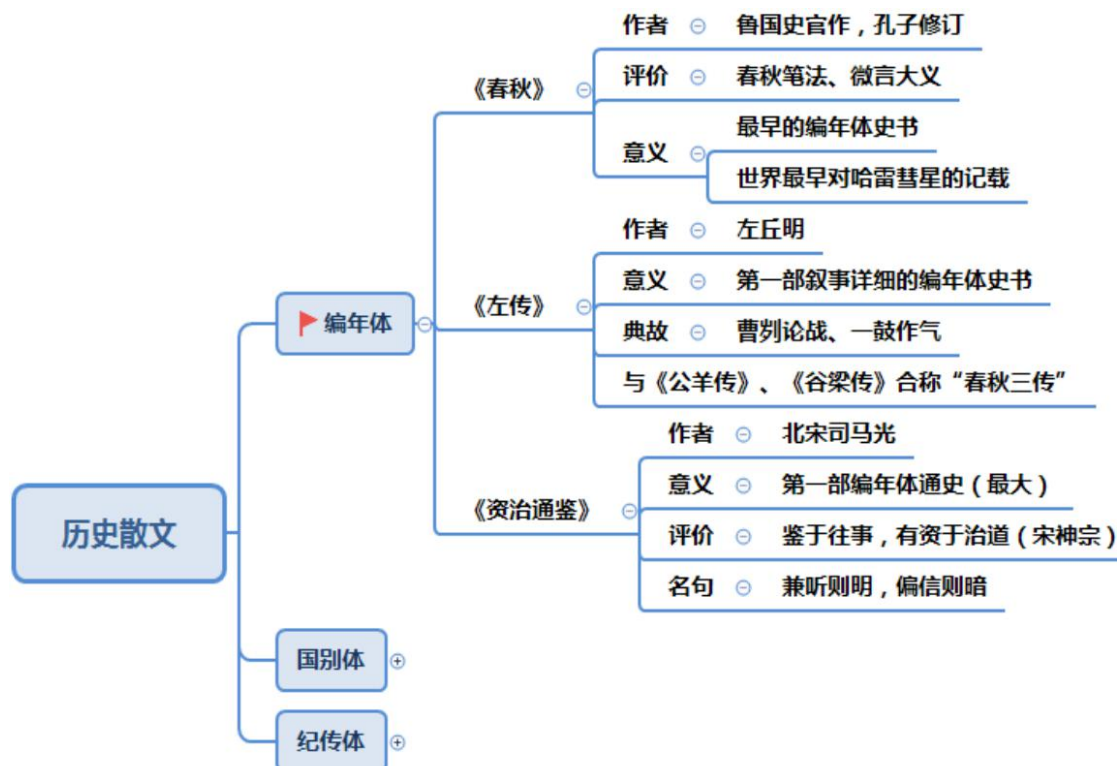 历史散文
编年体
《春秋》
作者
鲁国史官作，孔子修订
评价
春秋笔法、微言大义
意义
最早的编年体史书
世界最早对哈雷彗星的记载
《左传》
作者
左丘明
意义
第一部叙事详细的编年体史书
典故
曹刿论战、一鼓作气
与《公羊传》、《谷梁传》合称“春秋三传”
《资治通鉴》
作者
北宋司马光
意义
第一部编年体通史（最大）
评价
鉴于往事，有资于治道（宋神宗）
名句
兼听则明，偏信则暗
国别体
纪传体